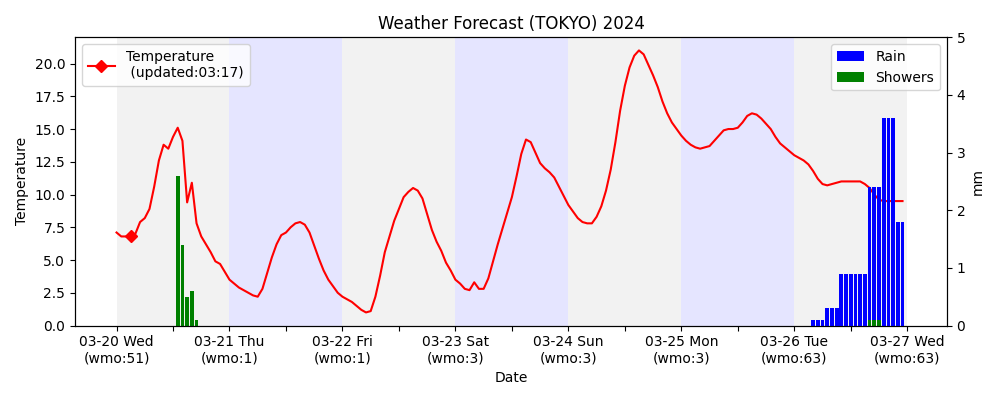 Weather Forecast (TOKYO) 2024
Temperature
(updated:03:17)
Rain
Showers
Temperature
20.0
17.5
15.0
12.5
10.0
7.5
5.0
2.5
0.0
5
4
3
2
1
0
mm
03-20 Wed
(wmo:51)
03-21 Thu
(wmo:1)
03-22 Fri
(wmo:1)
03-23 Sat
(wmo:3)
03-24 Sun
(wmo:3)
03-25 Mon
(wmo:3)
03-26 Tue
(wmo:63)
03-27 Wed
(wmo:63)
Date